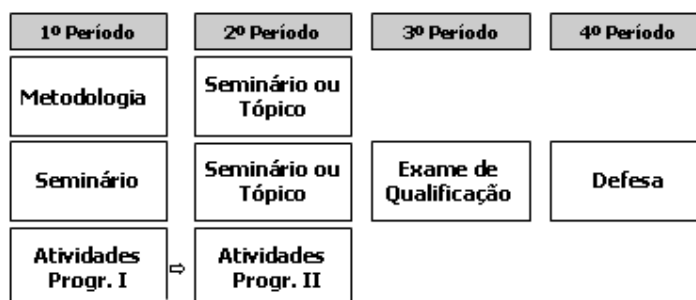 1º Período
2º Período
3º Período
4º Período
Metodologia
Seminário ou
Tópico
Seminário
Seminário ou
Tópico
Exame de
Qualificação
Defesa
Atividades
Progr. I
⇨
Atividades
Progr. II